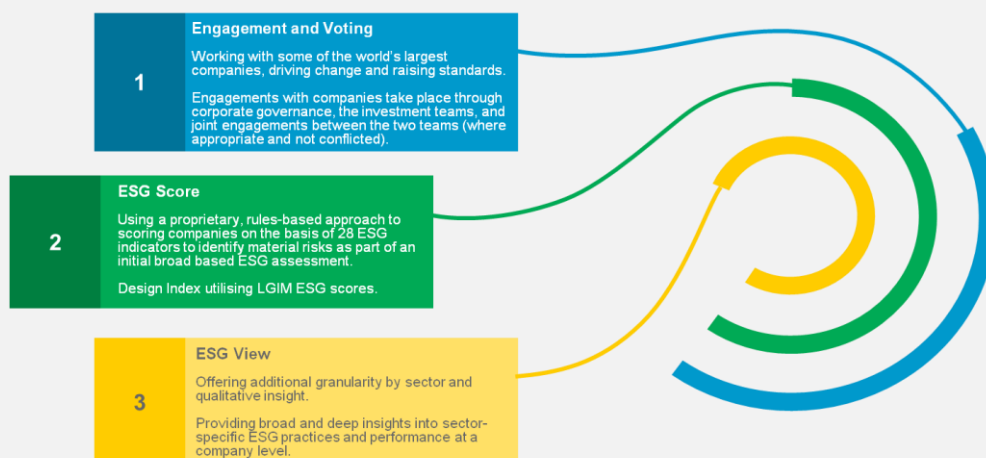 1
Engagement and Voting
Working with some of the world's largest
companies, driving change and raising standards.
Engagements with companies take place through
corporate governance, the investment teams, and
joint engagements between the two teams (where
appropriate and not conflicted).
2
ESG Score
Using a proprietary, rules-based approach to
scoring companies on the basis of 28 ESG
indicators to identify material risks as part of an
initial broad based ESG assessment.
Design Index utilising LGIM ESG scores.
3
ESG View
Offering additional granularity by sector and
qualitative insight.
Providing broad and deep insights into sector-
specific ESG practices and performance at a
company level.